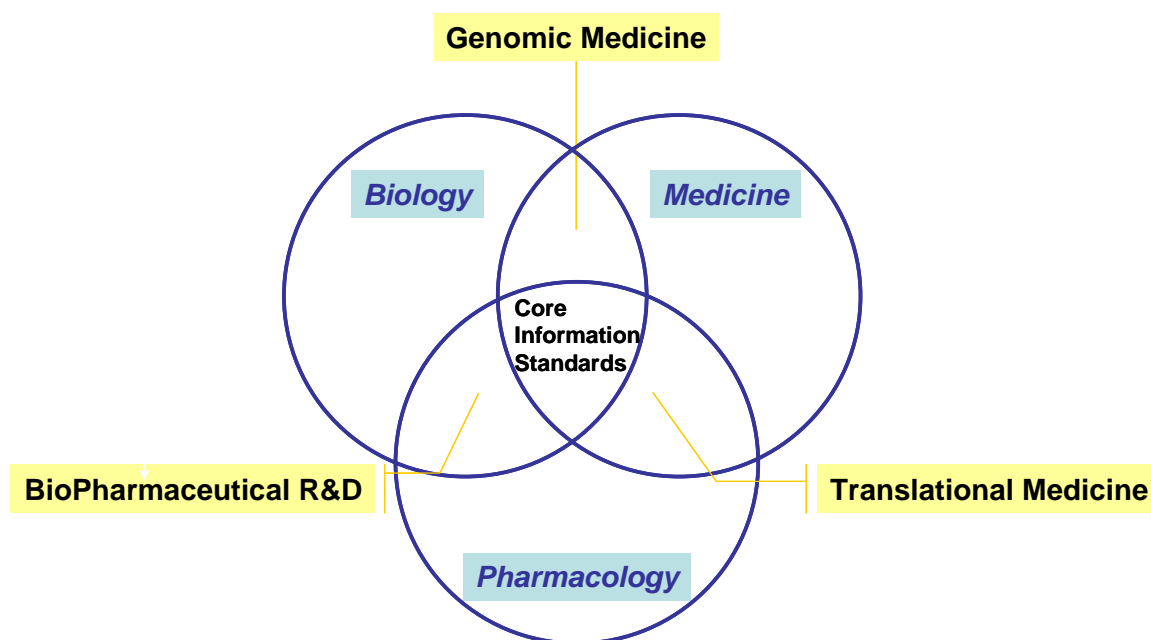 Genomic Medicine
Biology
Medicine
Core
Information
Standards
BioPharmaceutical R&D
Translational Medicine
Pharmacology